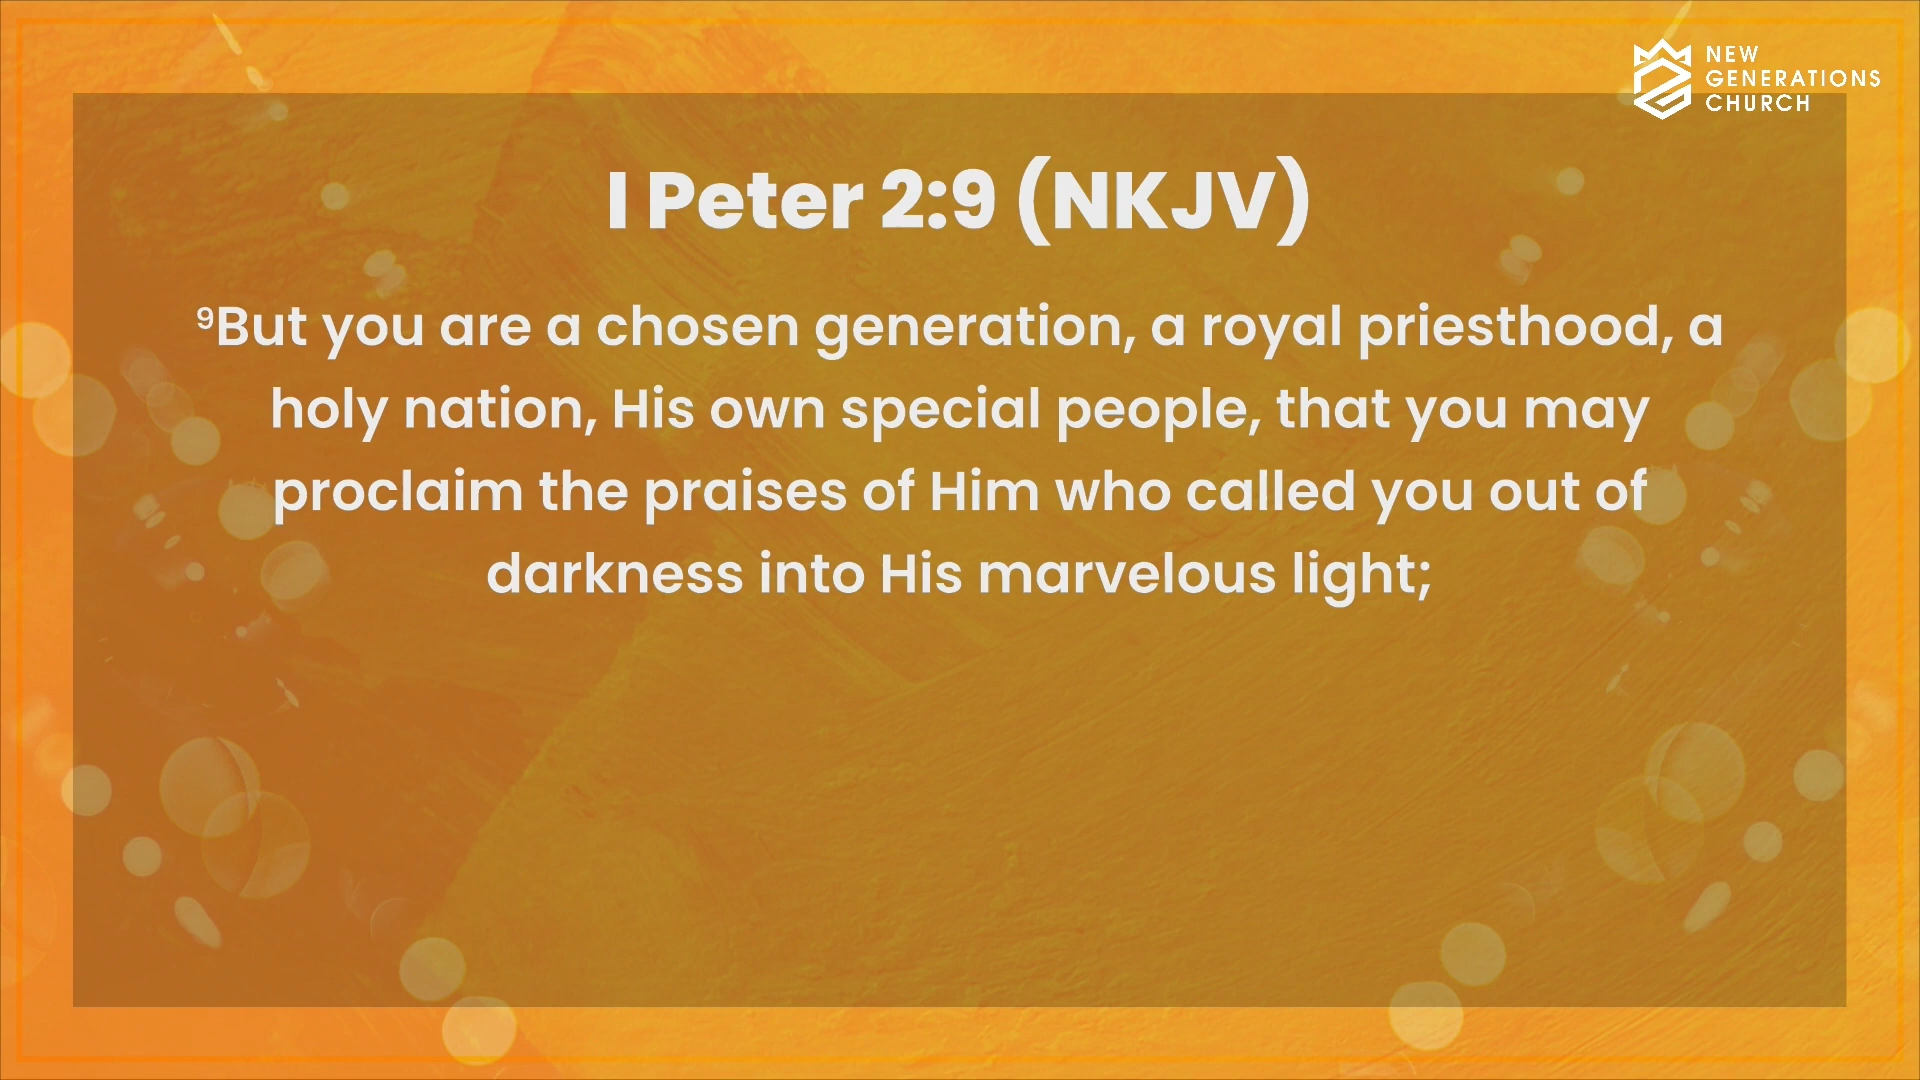 NEW
GENERATIONS
CHURCH
I Peter 2:9 (NKJV)
⁹But you are a chosen generation, a royal priesthood, a
holy nation, His own special people, that you may
proclaim the praises of Him who called you out of
darkness into His marvelous light;